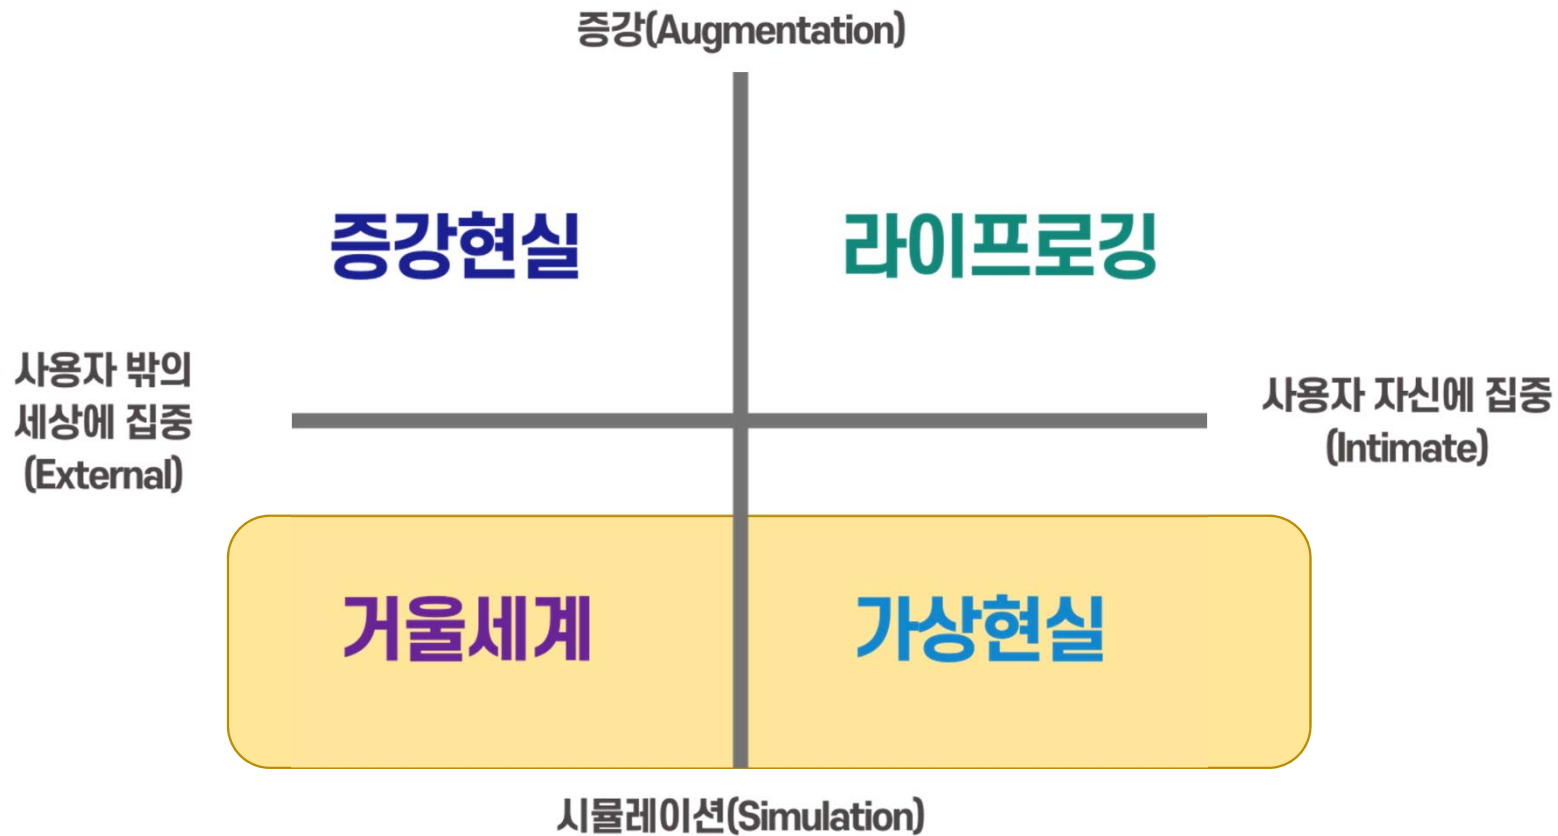 증강(Augmentation)
증강현실
라이프로깅
사용자 밖의
세상에 집중
(External)
사용자 자신에 집중
(Intimate)
거울세계
가상현실
시뮬레이션(Simulation)